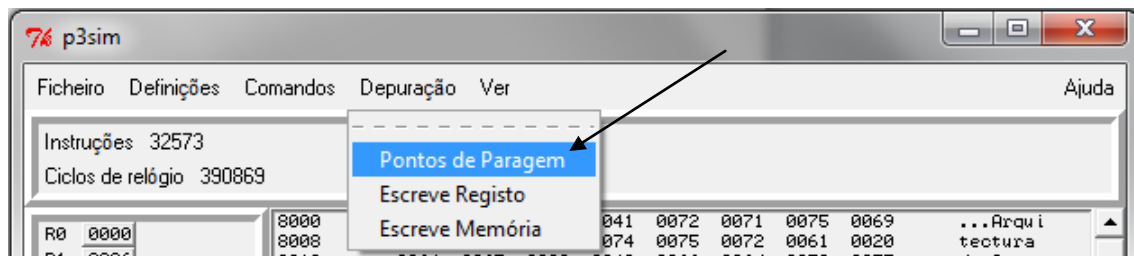 7k p3sim
Ficheiro Definições Comandos Depuração Ver Ajuda
Instruções 32573
Ciclos de relógio 390869
Pontos de Paragem
Escreve Registo
Escreve Memória
R0 0000
8000 041 0072 0071 0075 0069 ...Arqui
8008 074 0075 0072 0061 0020 tectura